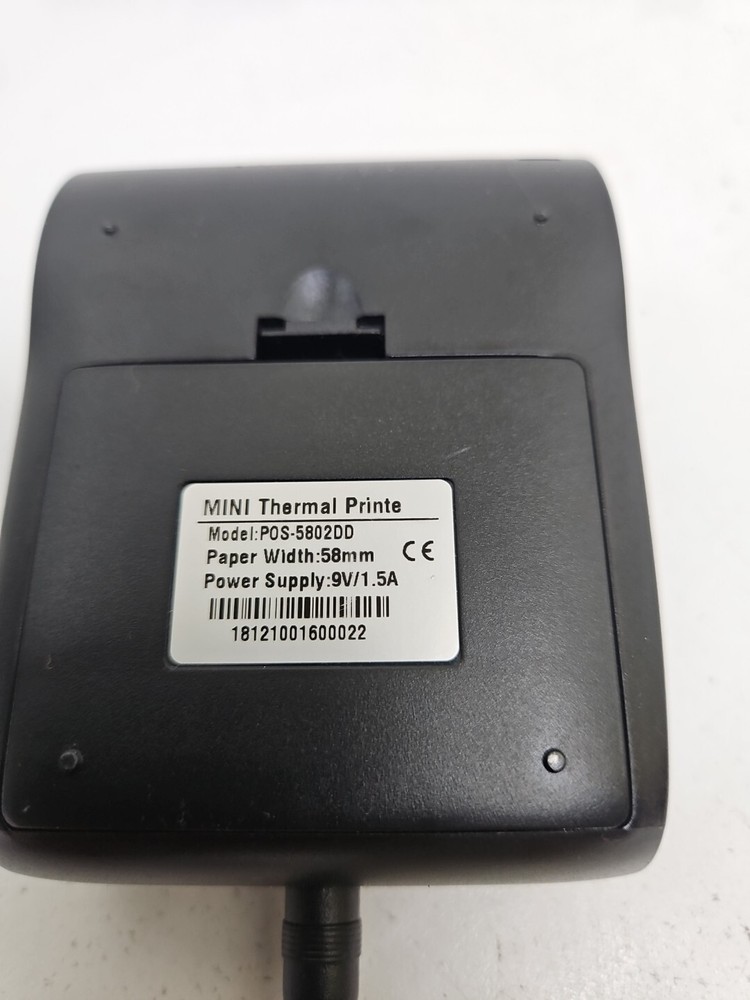 MINI Thermal Printe
Model:POS-5802DD
Paper Width:58mm CE
Power Supply:9V/1.5A
18121001600022